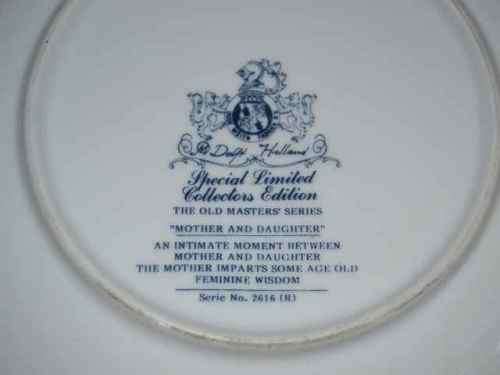 Delft Holland
Special Limited
Collectors Edition
THE OLD MASTERS' SERIES
"MOTHER AND DAUGHTER"
AN INTIMATE MOMENT BETWEEN
MOTHER AND DAUGHTER
THE MOTHER IMPARTS SOME AGE OLD
FEMININE WISDOM
Serie No. 2616 (R)